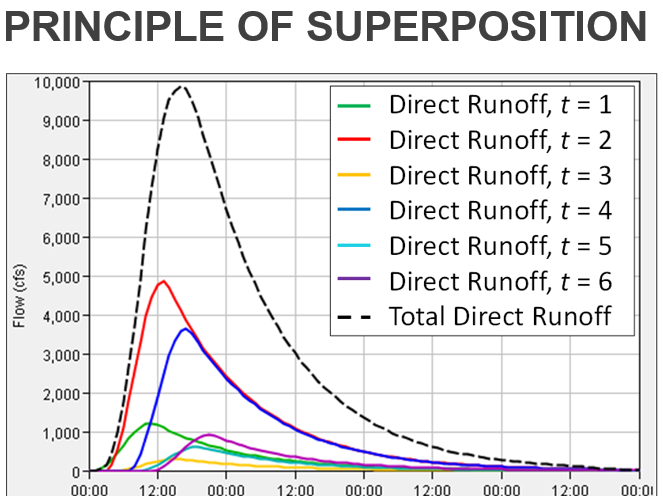 PRINCIPLE OF SUPERPOSITION
10,000
9,000
8,000
7,000
6,000
5,000
4,000
3,000
2,000
1,000
0
Flow (cfs)
Direct Runoff, t = 1
Direct Runoff, t = 2
Direct Runoff, t = 3
Direct Runoff, t = 4
Direct Runoff, t = 5
Direct Runoff, t = 6
Total Direct Runoff
00:00 12:00 00:00 12:00 00:00 12:00 00:00 12:00 00:00